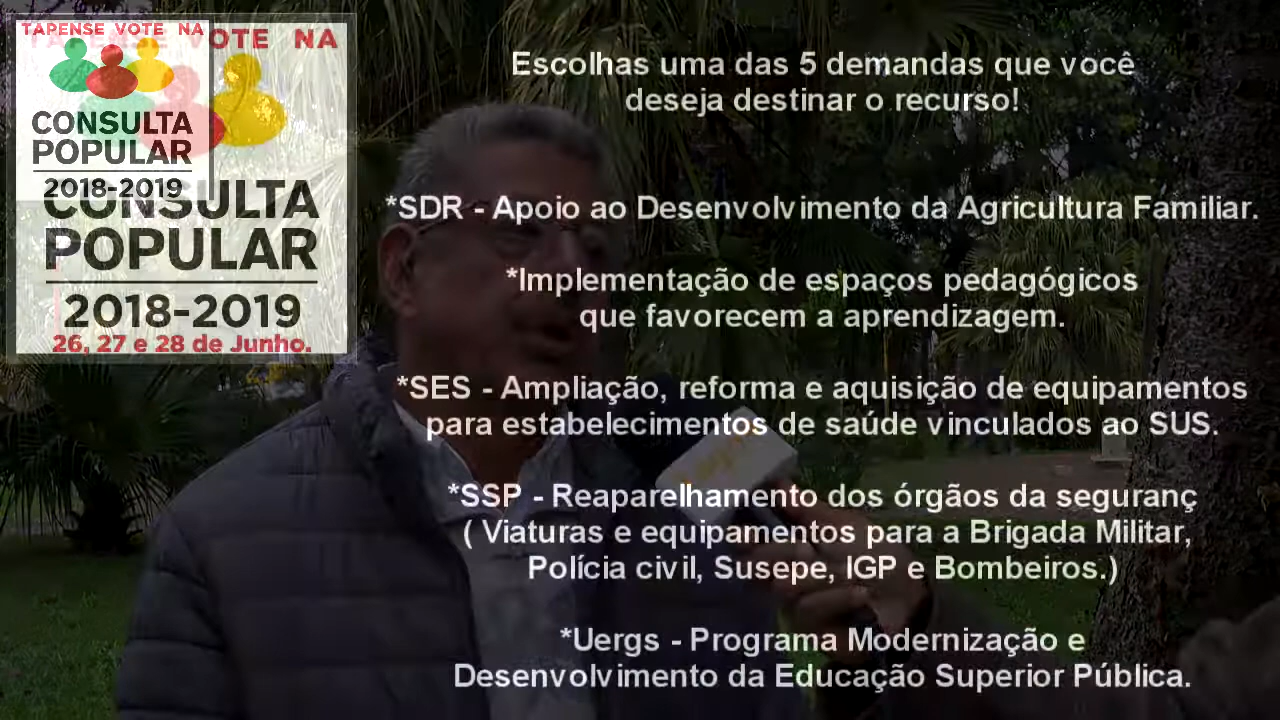 TAPENSE VOTE NA
CONSULTA
POPULAR
2018-2019
TAPENSE VOTE NA
CONSULTA
POPULAR
2018-2019
26, 27 e 28 de Junho.
Escolhas uma das 5 demandas que você
deseja destinar o recurso!
*SDR - Apoio ao Desenvolvimento da Agricultura Familiar.
*Implementação de espaços pedagógicos
que favorecem a aprendizagem.
*SES - Ampliação, reforma e aquisição de equipamentos
para estabelecimentos de saúde vinculados ao SUS.
*SSP - Reaparelhamento dos órgãos da seguranç
( Viaturas e equipamentos para a Brigada Militar,
Polícia civil, Susepe, IGP e Bombeiros.)
*Uergs - Programa Modernização e
Desenvolvimento da Educação Superior Pública.